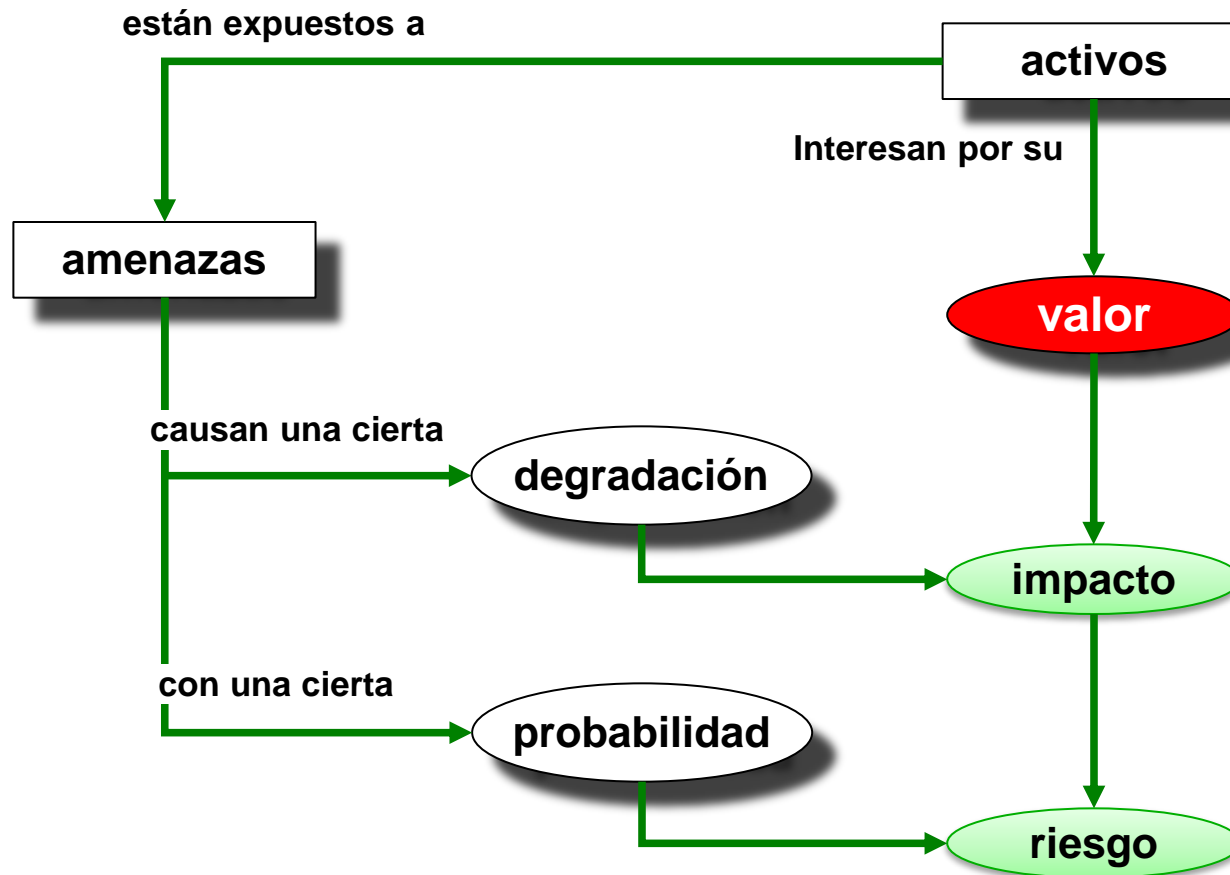 están expuestos a
activos
Interesan por su
amenazas
valor
causan una cierta
degradación
impacto
con una cierta
probabilidad
riesgo